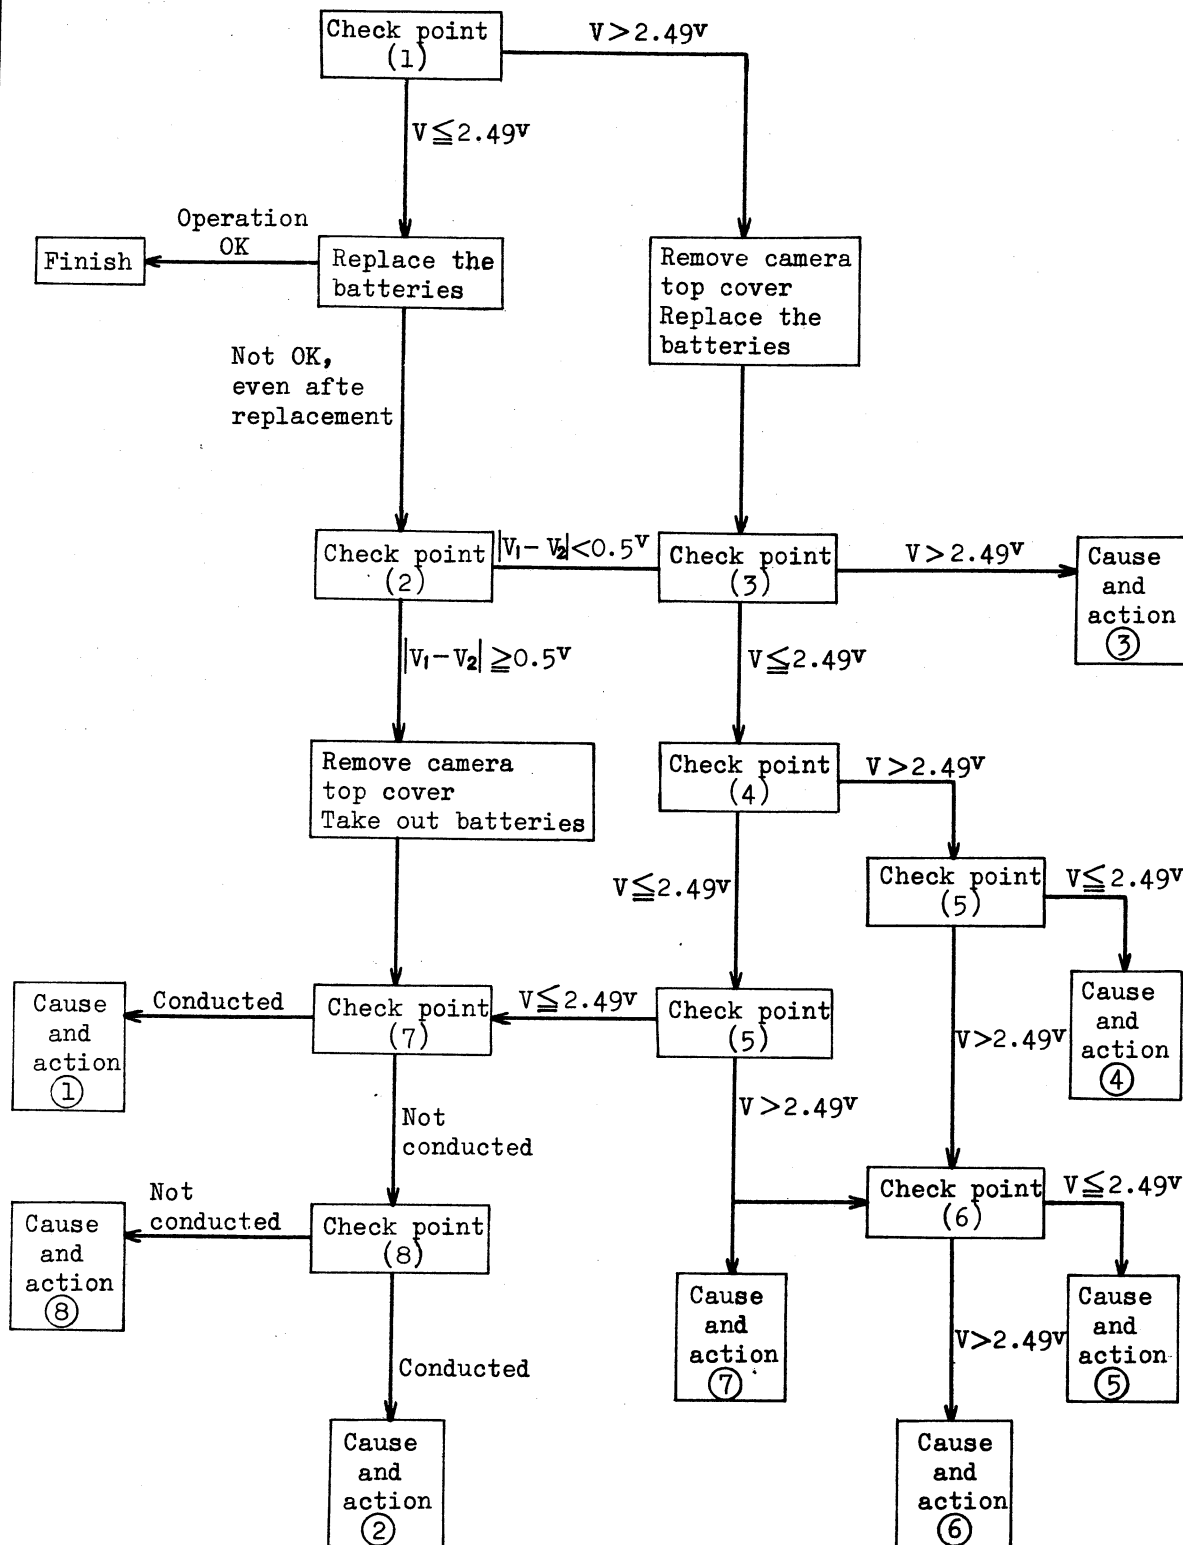 Check point
(1)
V>2.49V
V≦2.49V
Operation
OK
Finish
Replace the
batteries
Remove camera
top cover
Replace the
batteries
Not OK,
even afte
replacement
Check point
(2)
|V₁-V₂|<0.5V
Check point
(3)
V>2.49V
Cause
and
action
③
|V₁-V₂|≧0.5V
V≦2.49V
Remove camera
top cover
Take out batteries
Check point
(4)
V>2.49V
V≦2.49V
Check point
(5)
V≦2.49V
Cause
and
action
①
Conducted
Check point
(7)
V≦2.49V
Check point
(5)
V>2.49V
Cause
and
action
④
Not
conducted
V>2.49V
Cause
and
action
⑧
Not
conducted
Check point
(8)
Check point
(6)
V≦2.49V
Cause
and
action
⑦
V>2.49V
Cause
and
action
⑤
Conducted
Cause
and
action
②
Cause
and
action
⑥